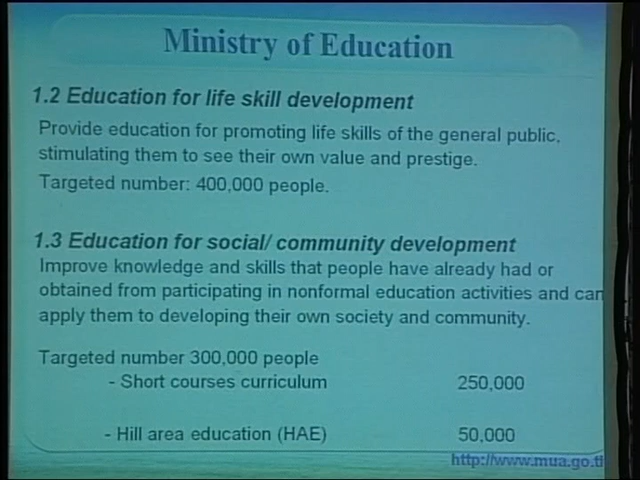 Ministry of Education
1.2 Education for life skill development
Provide education for promoting life skills of the general public,
stimulating them to see their own value and prestige.
Targeted number: 400,000 people.
1.3 Education for social/ community development
Improve knowledge and skills that people have already had or
obtained from participating in nonformal education activities and can
apply them to developing their own society and community.
Targeted number 300,000 people
- Short courses curriculum 250,000
- Hill area education (HAE) 50,000
http://www.mua.go.t